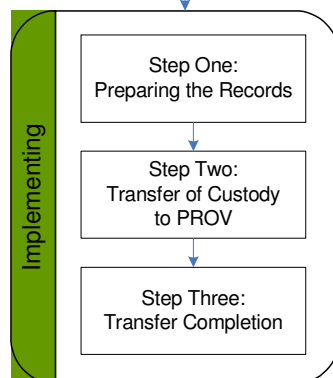 Implementing
Step One:
Preparing the Records
Step Two:
Transfer of Custody
to PROV
Step Three:
Transfer Completion